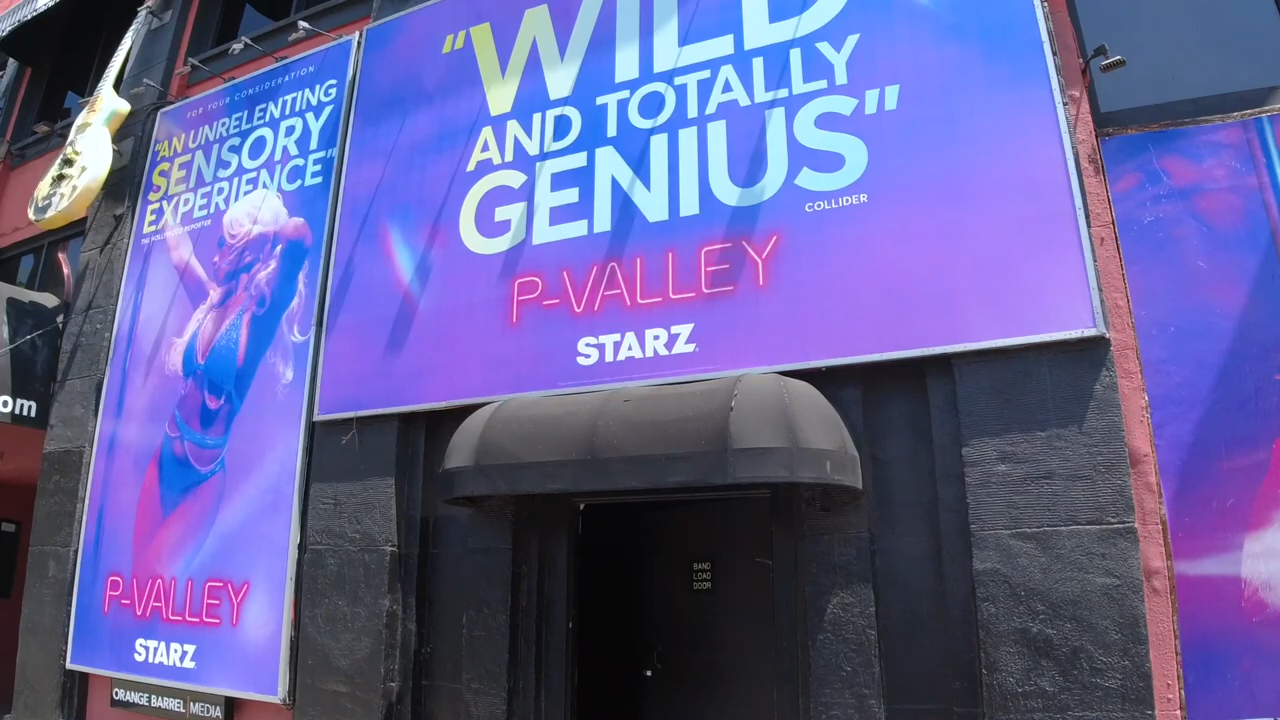 FOR YOUR CONSIDERATION
"AN UNRELENTING
SENSORY
EXPERIENCE"
THE HOLLYWOOD REPORTER
P-VALLEY
STARZ
ORANGE BARREL MEDIA
"WILD
AND TOTALLY
GENIUS"
COLLIDER
P-VALLEY
STARZ
BAND
LOAD
DOOR
om